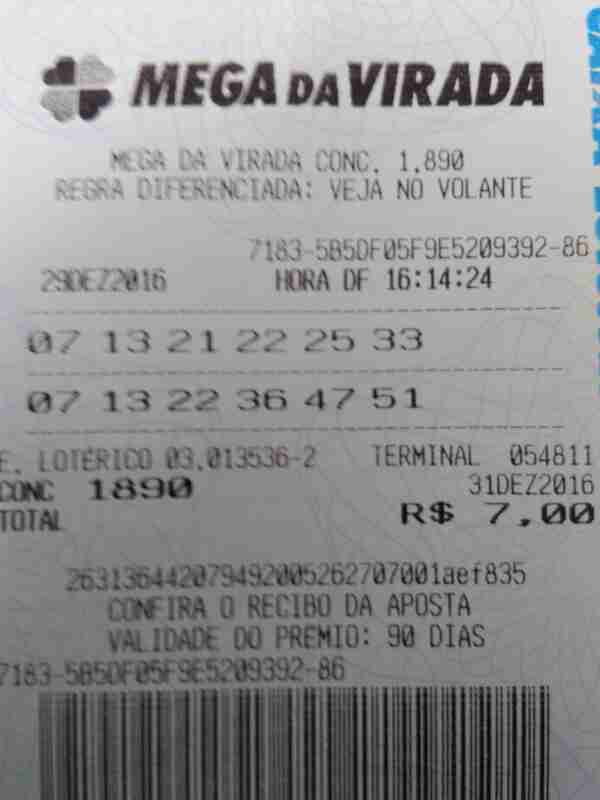 MEGA DA VIRADA
MEGA DA VIRADA CONC. 1.890
REGRA DIFERENCIADA: VEJA NO VOLANTE
7183-5B5DF05F9E5209392-86
29DEZ2016 HORA DF 16:14:24
07 13 21 22 25 33
07 13 22 36 47 51
E. LOTÉRICO 03.013536-2 TERMINAL 054811
CONC 1890 31DEZ2016
TOTAL R$ 7,00
263136442079492005262707001aef835
CONFIRA O RECIBO DA APOSTA
VALIDADE DO PREMIO: 90 DIAS
7183-5B5DF05F9E5209392-86